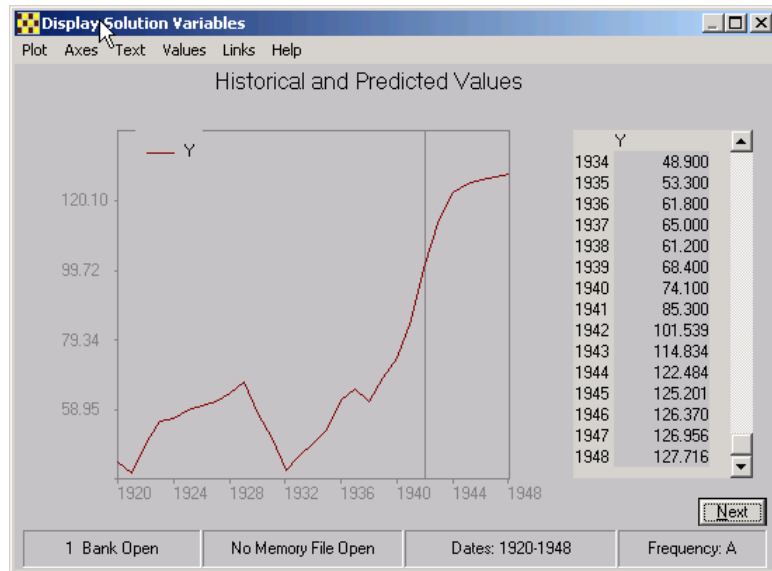 Display Solution Variables
Plot Axes Text Values Links Help
Historical and Predicted Values
Y
120.10
99.72
79.34
58.95
1920 1924 1928 1932 1936 1940 1944 1948
Y
1934 48.900
1935 53.300
1936 61.800
1937 65.000
1938 61.200
1939 68.400
1940 74.100
1941 85.300
1942 101.539
1943 114.834
1944 122.484
1945 125.201
1946 126.370
1947 126.956
1948 127.716
Next
1 Bank Open No Memory File Open Dates: 1920-1948 Frequency: A